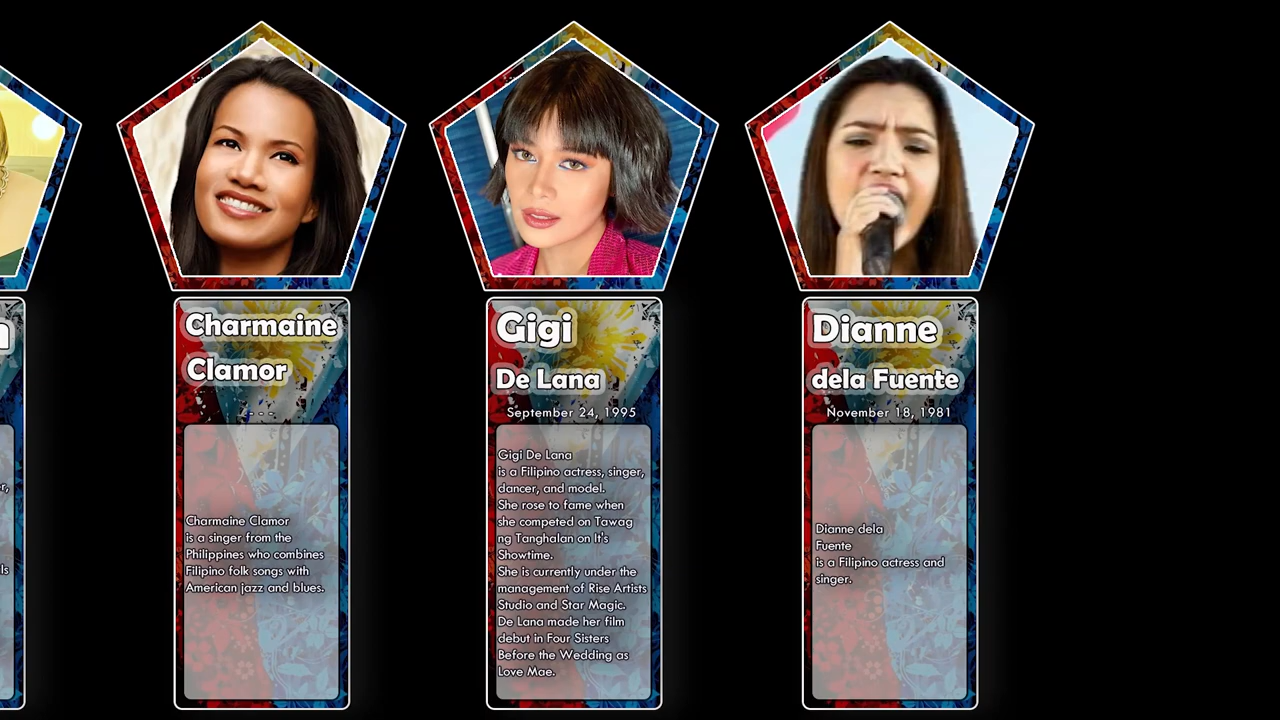 Charmaine
Clamor
- - -
Charmaine Clamor
is a singer from the
Philippines who combines
Filipino folk songs with
American jazz and blues.
Gigi
De Lana
September 24, 1995
Gigi De Lana
is a Filipino actress, singer,
dancer, and model.
She rose to fame when
she competed on Tawag
ng Tanghalan on It's
Showtime.
She is currently under the
management of Rise Artists
Studio and Star Magic.
De Lana made her film
debut in Four Sisters
Before the Wedding as
Love Mae.
Dianne
dela Fuente
November 18, 1981
Dianne dela
Fuente
is a Filipino actress and
singer.